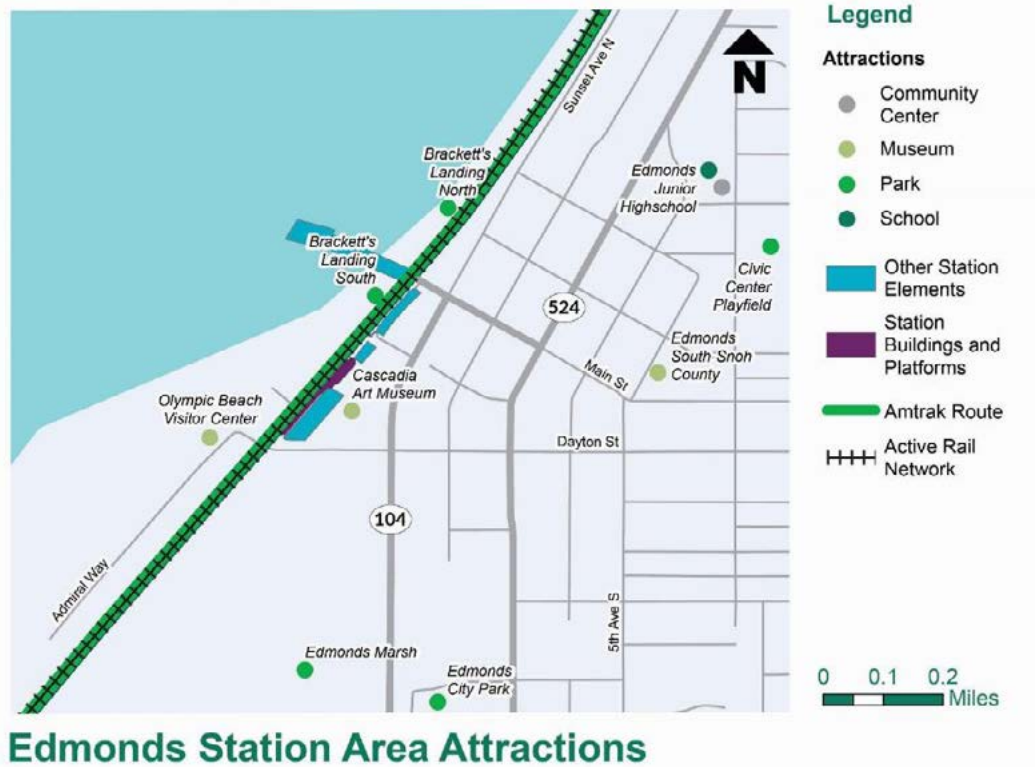 Legend
Attractions
Community
Center
Museum
Park
School
Other Station
Elements
Station
Buildings and
Platforms
Amtrak Route
Active Rail
Network
N
Sunset Ave N
Brackett's
Landing
North
Edmonds
Junior
Highschool
Brackett's
Landing
South
Civic
Center
Playfield
524
Edmonds
South Snoh
County
Main St
Cascadia
Art Museum
Olympic Beach
Visitor Center
Dayton St
104
Admiral Way
5th Ave S
Edmonds Marsh
Edmonds
City Park
0 0.1 0.2
Miles
Edmonds Station Area Attractions